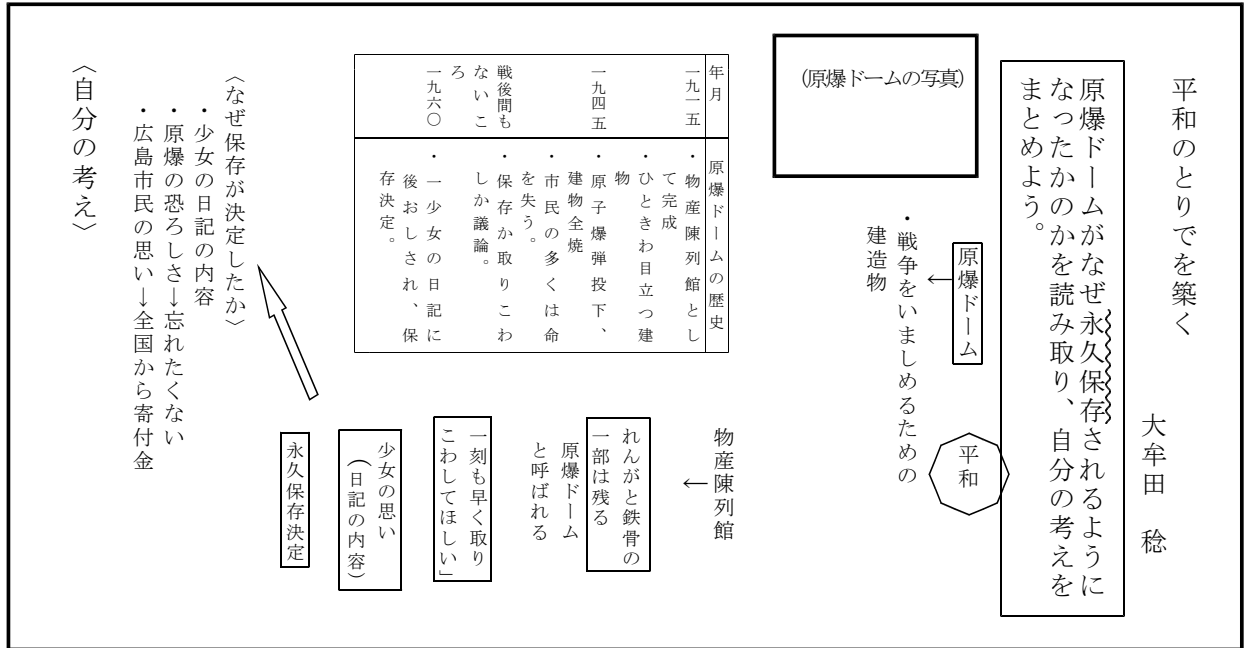 平和のとりでを築く
大牟田　稔
原爆ドームがなぜ永久保存されるように
なったかのかを読み取り、自分の考えを
まとめよう。
(原爆ドームの写真)
原爆ドーム
←
・戦争をいましめるための
建造物
平和
年月
原爆ドームの歴史
一九一五
・物産陳列館とし
て完成
・ひときわ目立つ建
物
一九四五
・原子爆弾投下、
建物全焼
・市民の多くは命
を失う。
戦後間も
ないこ
ろ
・保存か取りこわ
しか議論。
一九六〇
・一少女の日記に
後おしされ、保
存決定。
物産陳列館
←
れんがと鉄骨の
一部は残る
原爆ドーム
と呼ばれる
一刻も早く取り
こわしてほしい」
少女の思い
（日記の内容）
永久保存決定
〈なぜ保存が決定したか〉
・少女の日記の内容
・原爆の恐ろしさ→忘れたくない
・広島市民の思い→全国から寄付金
〈自分の考え〉